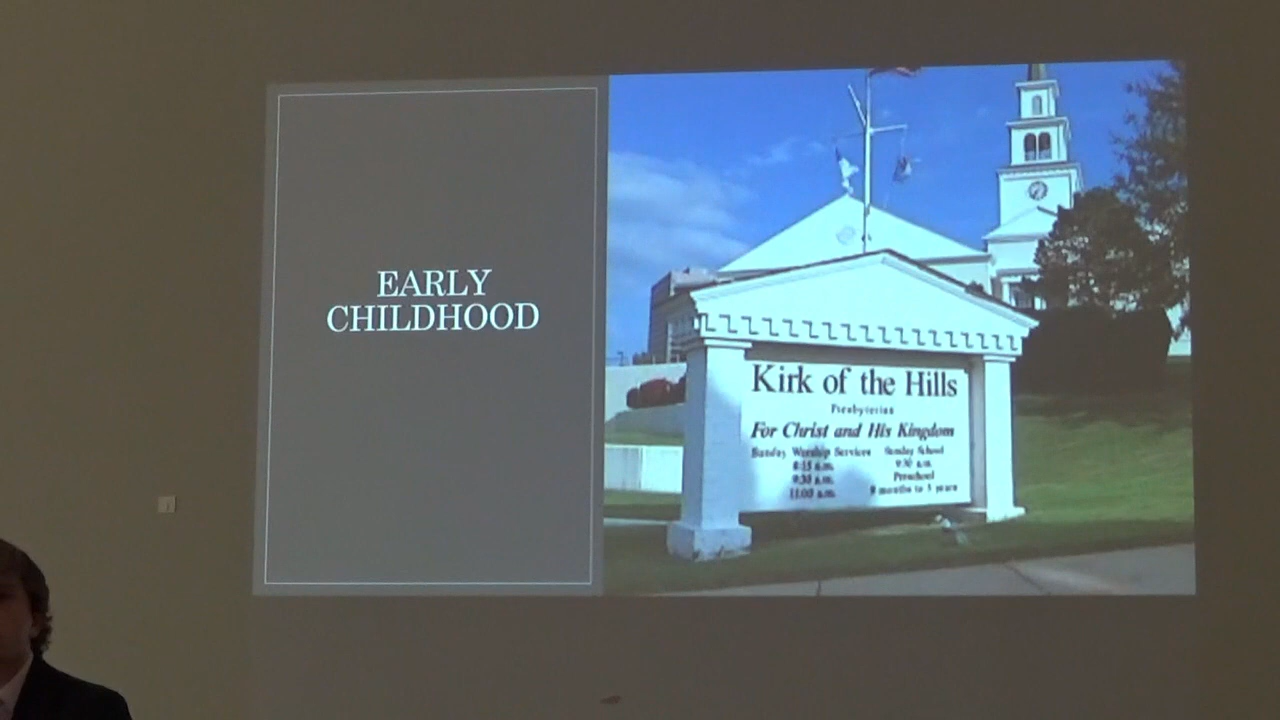 EARLY
CHILDHOOD
Kirk of the Hills
Presbyterian
For Christ and His Kingdom
Sunday Worship Services
8:15 a.m.
9:30 a.m.
11:00 a.m.
Sunday School
9:30 a.m.
Preschool
9 months to 5 years